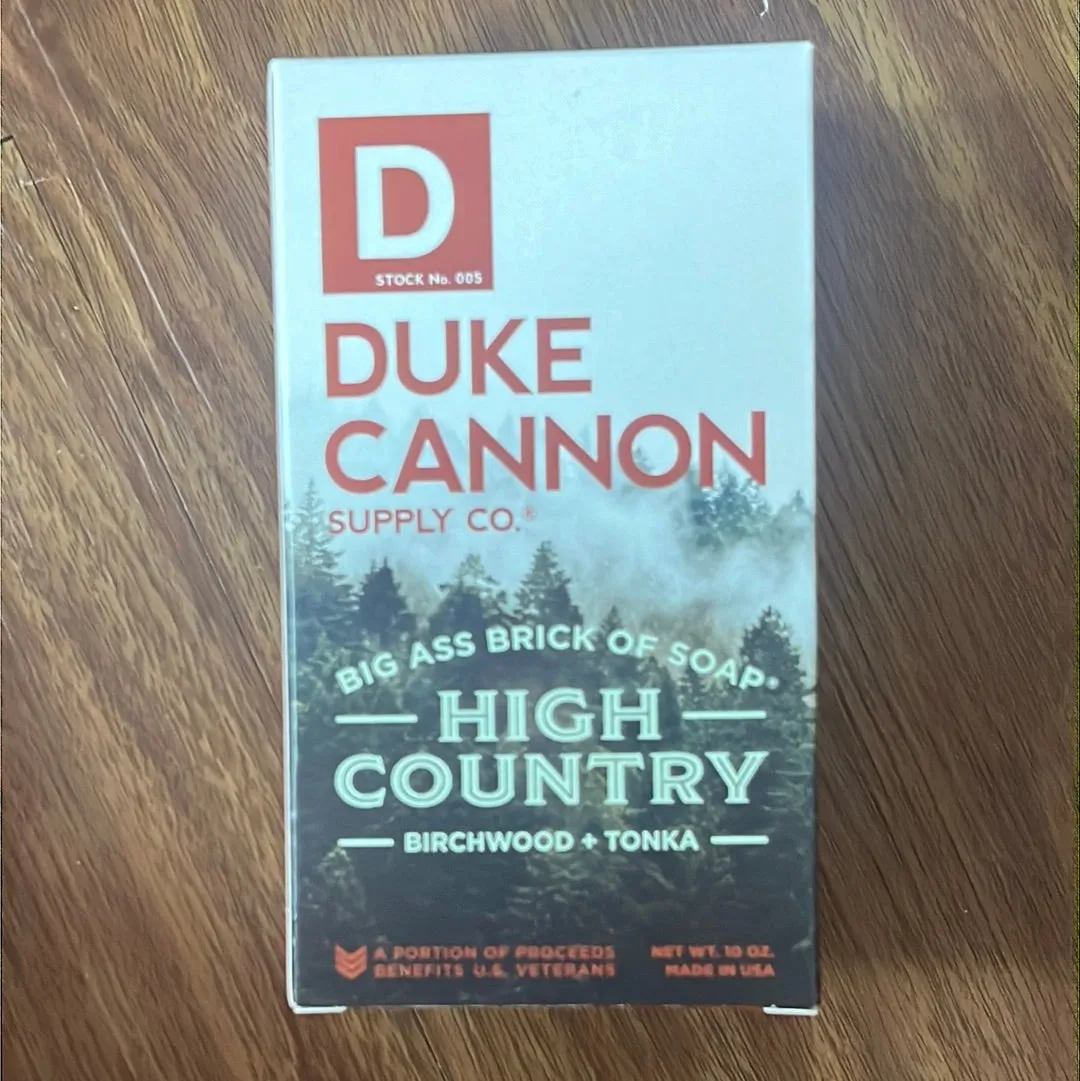 D
STOCK No. 005
DUKE
CANNON
SUPPLY CO.®
BIG ASS BRICK OF SOAP®
HIGH
COUNTRY
BIRCHWOOD + TONKA
A PORTION OF PROCEEDS
BENEFITS U.S. VETERANS
NET WT. 10 OZ.
MADE IN USA